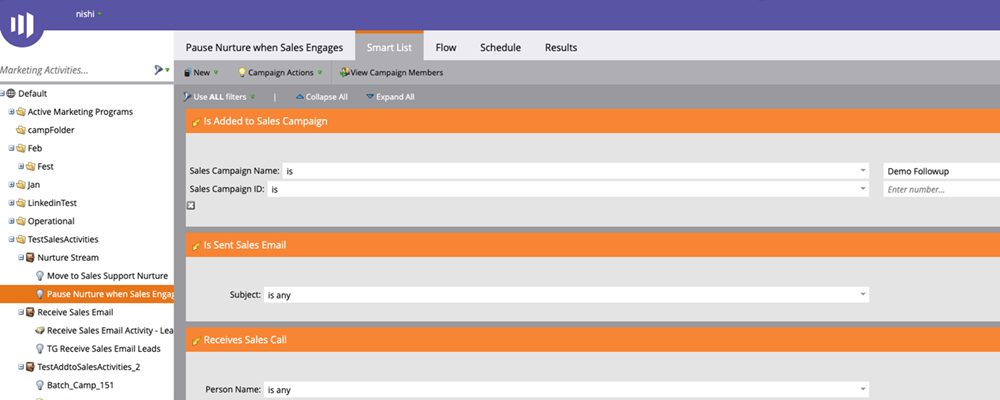 nishi
Marketing Activities...
Default
Active Marketing Programs
campFolder
Feb
Fest
Jan
LinkedinTest
Operational
TestSalesActivities
Nurture Stream
Move to Sales Support Nurture
Pause Nurture when Sales Engag
Receive Sales Email
Receive Sales Email Activity - Lea
TG Receive Sales Email Leads
TestAddtoSalesActivities_2
Batch_Camp_151
Pause Nurture when Sales Engages Smart List Flow Schedule Results
New Campaign Actions View Campaign Members
Use ALL filters | Collapse All Expand All
Is Added to Sales Campaign
Sales Campaign Name: is Demo Followup
Sales Campaign ID: is Enter number...
Is Sent Sales Email
Subject: is any
Receives Sales Call
Person Name: is any